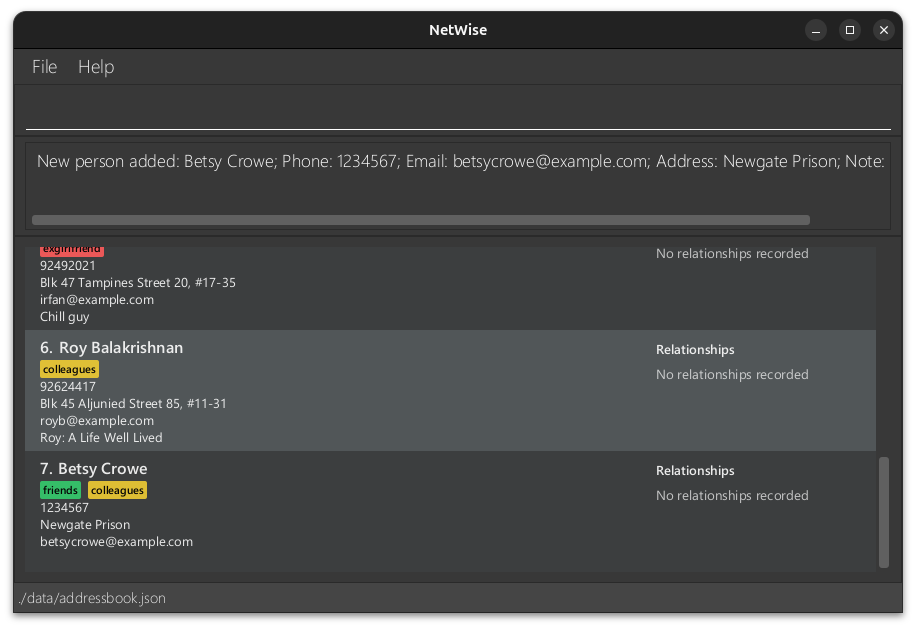 NetWise
File Help
New person added: Betsy Crowe; Phone: 1234567; Email: betsycrowe@example.com; Address: Newgate Prison; Note:
exgirlfriend
No relationships recorded
92492021
Blk 47 Tampines Street 20, #17-35
irfan@example.com
Chill guy
6. Roy Balakrishnan
Relationships
colleagues
No relationships recorded
92624417
Blk 45 Aljunied Street 85, #11-31
royb@example.com
Roy: A Life Well Lived
7. Betsy Crowe
Relationships
friends colleagues
No relationships recorded
1234567
Newgate Prison
betsycrowe@example.com
./data/addressbook.json